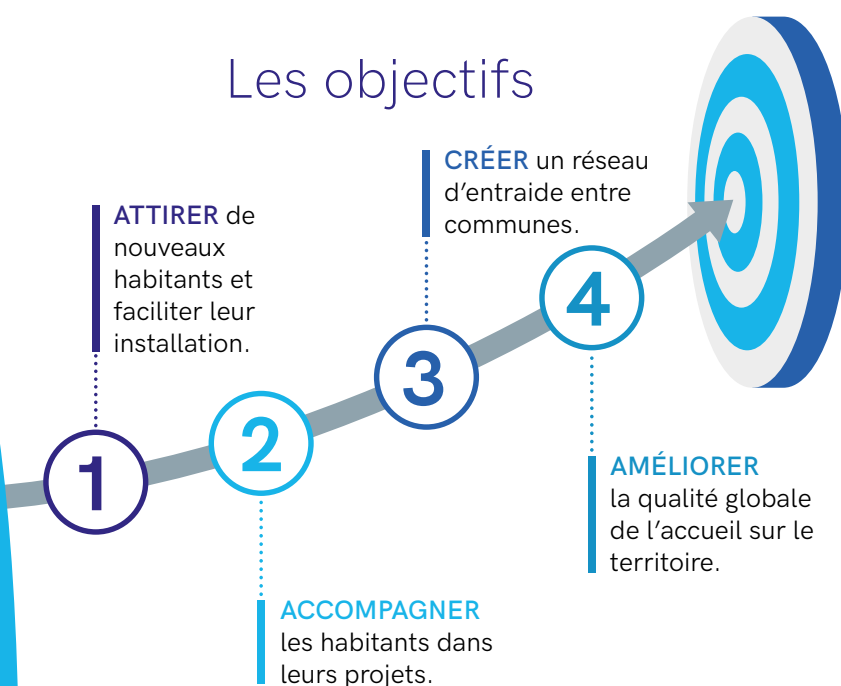 Les objectifs
1
ATTIRER de
nouveaux
habitants et
faciliter leur
installation.
2
ACCOMPAGNER
les habitants dans
leurs projets.
3
CRÉER un réseau
d’entraide entre
communes.
4
AMÉLIORER
la qualité globale
de l’accueil sur le
territoire.